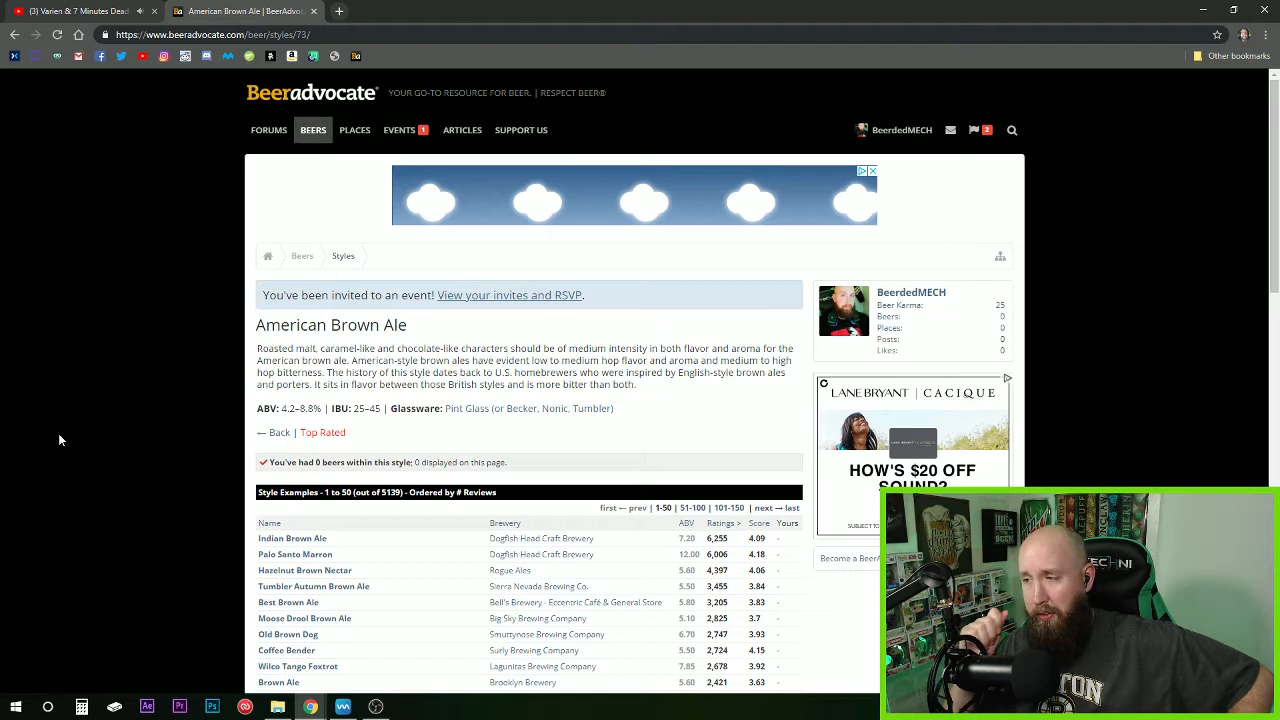 (3) Varien & 7 Minutes Dead
American Brown Ale | BeerAdvoc
https://www.beeradvocate.com/beer/styles/73/
Other bookmarks
Beeradvocate®
YOUR GO-TO RESOURCE FOR BEER. | RESPECT BEER®
FORUMS BEERS PLACES EVENTS 1 ARTICLES SUPPORT US
BeerdedMECH 2
Beers Styles
You've been invited to an event! View your invites and RSVP.
American Brown Ale
Roasted malt, caramel-like and chocolate-like characters should be of medium intensity in both flavor and aroma for the
American brown ale. American-style brown ales have evident low to medium hop flavor and aroma and medium to high
hop bitterness. The history of this style dates back to U.S. homebrewers who were inspired by English-style brown ales
and porters. It sits in flavor between those British styles and is more bitter than both.
ABV: 4.2–8.8% | IBU: 25–45 | Glassware: Pint Glass (or Becker, Nonic, Tumbler)
← Back | Top Rated
You've had 0 beers within this style; 0 displayed on this page.
Style Examples - 1 to 50 (out of 5139) - Ordered by # Reviews
first ← prev | 1-50 | 51-100 | 101-150 | next → last
Name Brewery ABV Ratings > Score Yours
Indian Brown Ale Dogfish Head Craft Brewery 7.20 6,255 4.09 -
Palo Santo Marron Dogfish Head Craft Brewery 12.00 6,006 4.18 -
Hazelnut Brown Nectar Rogue Ales 5.60 4,397 4.06 -
Tumbler Autumn Brown Ale Sierra Nevada Brewing Co. 5.50 3,455 3.84 -
Best Brown Ale Bell's Brewery - Eccentric Café & General Store 5.80 3,205 3.83 -
Moose Drool Brown Ale Big Sky Brewing Company 5.10 2,825 3.7 -
Old Brown Dog Smuttynose Brewing Company 6.70 2,747 3.93 -
Coffee Bender Surly Brewing Company 5.50 2,724 4.15 -
Wilco Tango Foxtrot Lagunitas Brewing Company 7.85 2,678 3.92 -
Brown Ale Brooklyn Brewery 5.60 2,421 3.63 -
BeerdedMECH
Beer Karma: 25
Beers: 0
Places: 0
Posts: 0
Likes: 0
LANE BRYANT | CACIQUE
HOW'S $20 OFF
SOUND?
SUBJECT TO
Become a BeerA